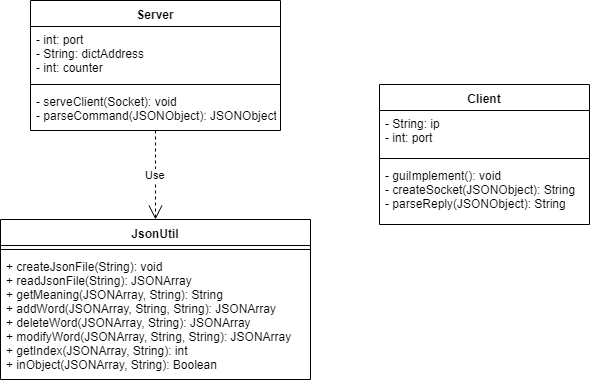 Server
- int: port
- String: dictAddress
- int: counter
- serveClient(Socket): void
- parseCommand(JSONObject): JSONObject
Use
JsonUtil
+ createJsonFile(String): void
+ readJsonFile(String): JSONArray
+ getMeaning(JSONArray, String): String
+ addWord(JSONArray, String, String): JSONArray
+ deleteWord(JSONArray, String): JSONArray
+ modifyWord(JSONArray, String, String): JSONArray
+ getIndex(JSONArray, String): int
+ inObject(JSONArray, String): Boolean
Client
- String: ip
- int: port
- guiImplement(): void
- createSocket(JSONObject): String
- parseReply(JSONObject): String